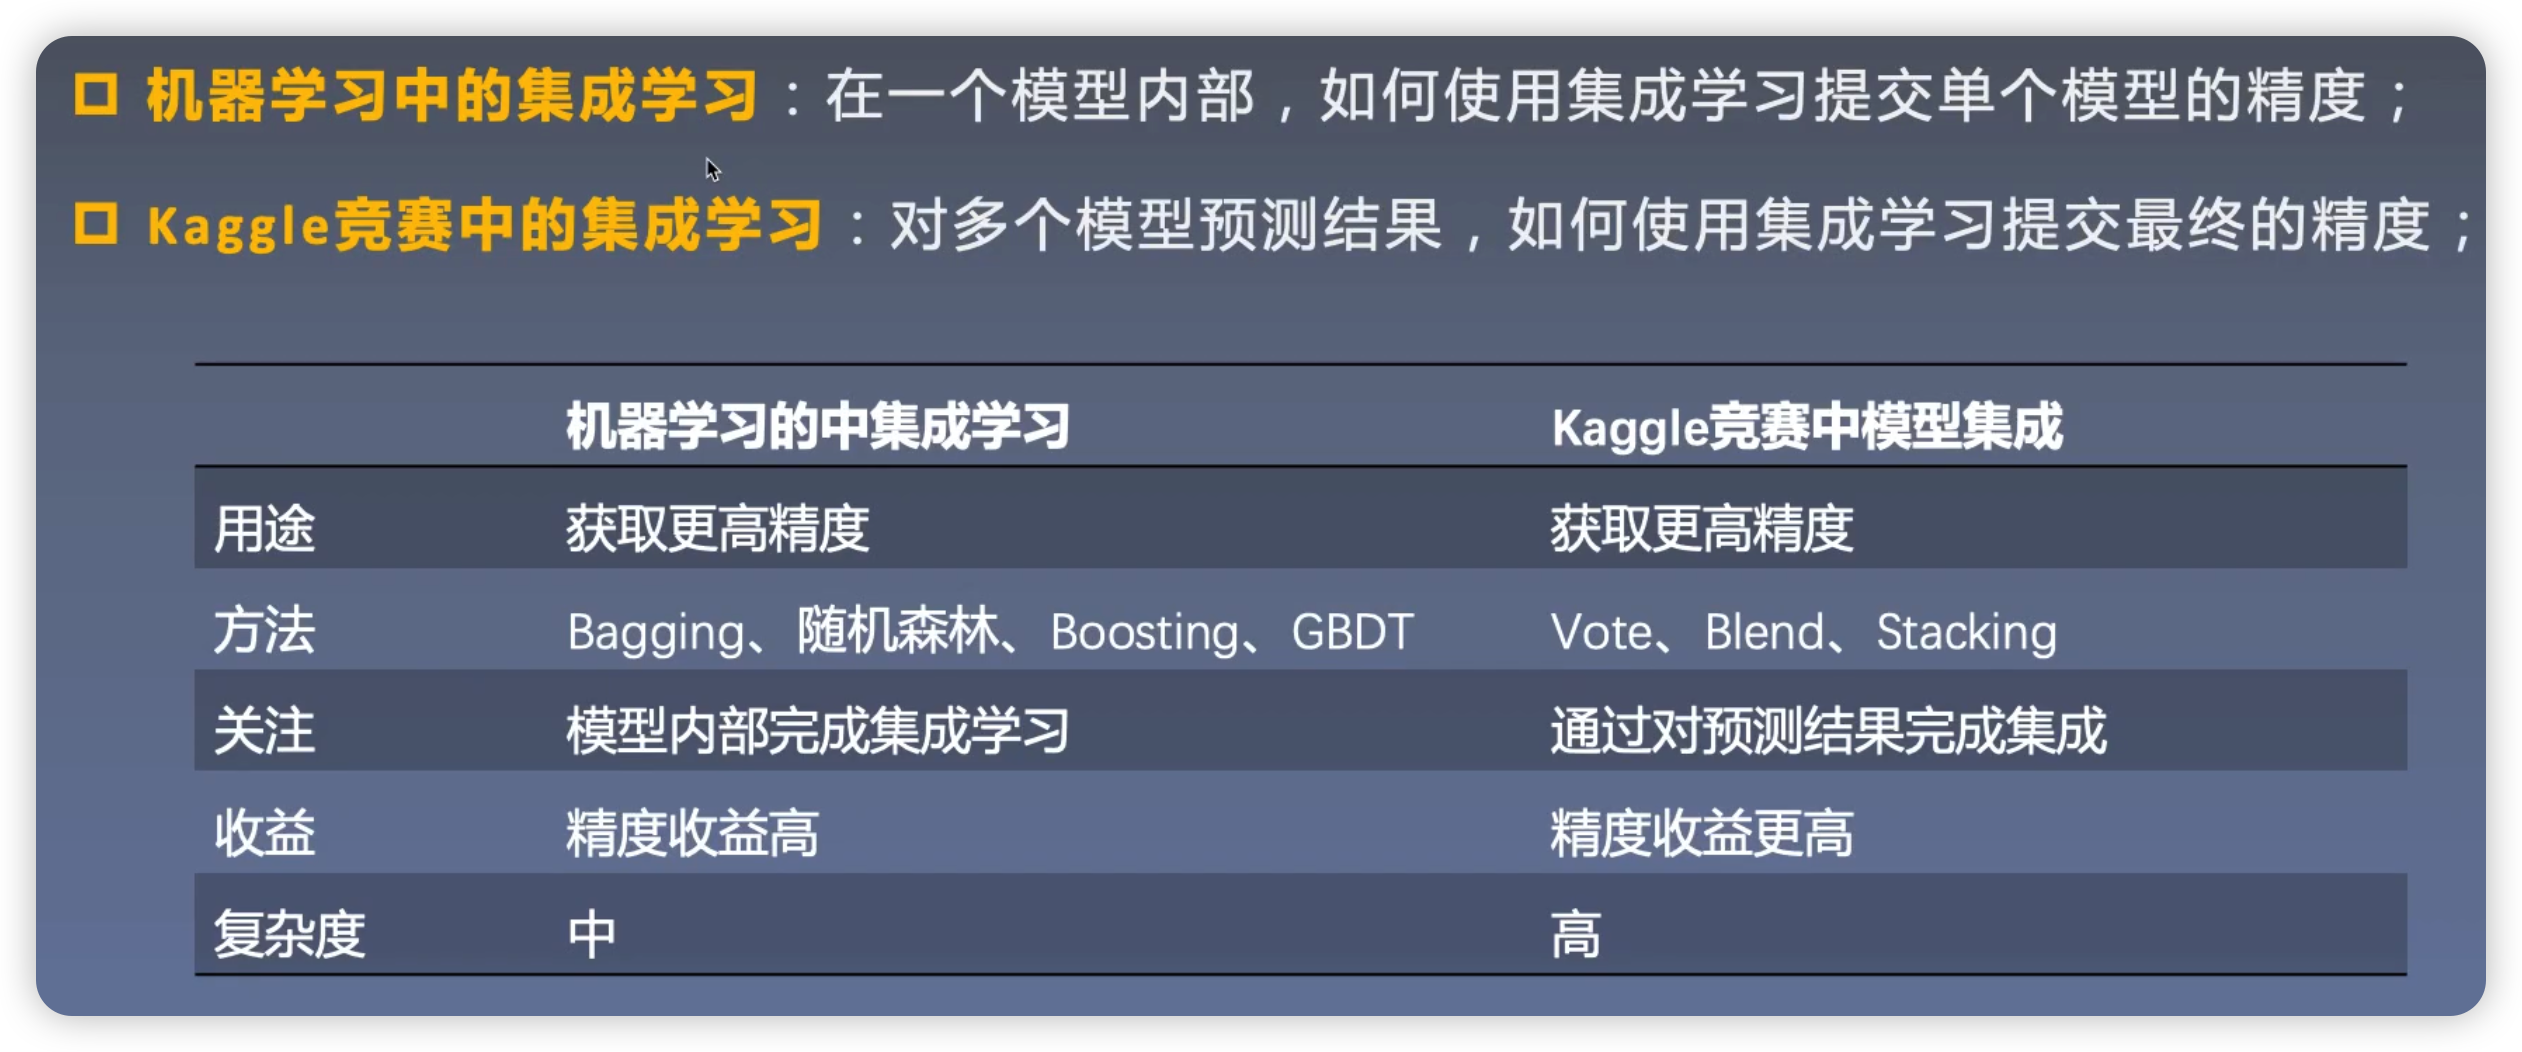 机器学习中的集成学习：在一个模型内部，如何使用集成学习提交单个模型的精度；
Kaggle竞赛中的集成学习：对多个模型预测结果，如何使用集成学习提交最终的精度；
机器学习的中集成学习 Kaggle竞赛中模型集成
用途 获取更高精度 获取更高精度
方法 Bagging、随机森林、Boosting、GBDT Vote、Blend、Stacking
关注 模型内部完成集成学习 通过对预测结果完成集成
收益 精度收益高 精度收益更高
复杂度 中 高